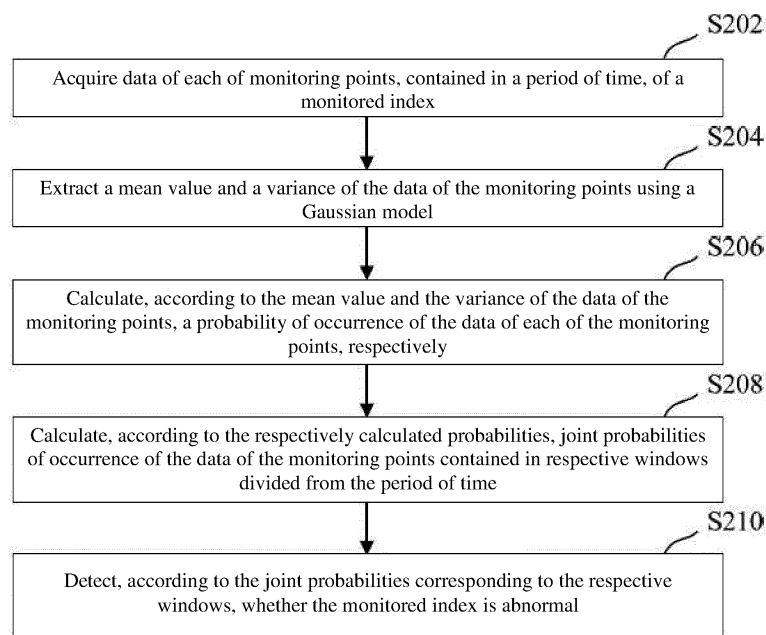 S202
Acquire data of each of monitoring points, contained in a period of time, of a
monitored index
S204
Extract a mean value and a variance of the data of the monitoring points using a
Gaussian model
S206
Calculate, according to the mean value and the variance of the data of the
monitoring points, a probability of occurrence of the data of each of the monitoring
points, respectively
S208
Calculate, according to the respectively calculated probabilities, joint probabilities
of occurrence of the data of the monitoring points contained in respective windows
divided from the period of time
S210
Detect, according to the joint probabilities corresponding to the respective
windows, whether the monitored index is abnormal